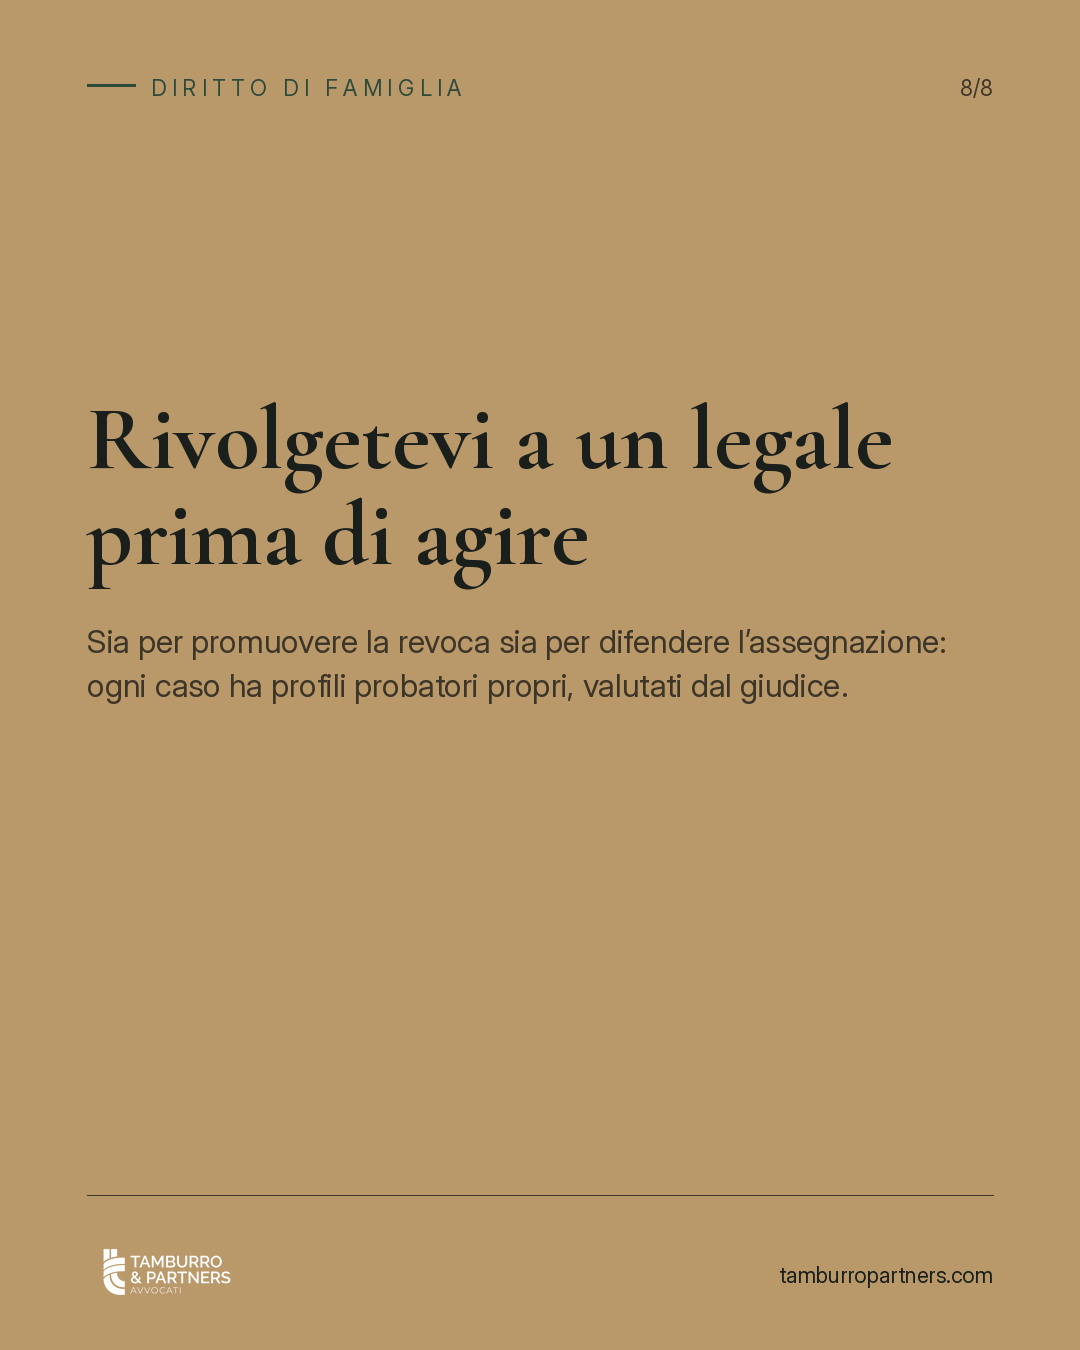 DIRITTO DI FAMIGLIA
8/8
Rivolgetevi a un legale
prima di agire
Sia per promuovere la revoca sia per difendere l’assegnazione:
ogni caso ha profili probatori propri, valutati dal giudice.
TAMBURRO
& PARTNERS
AVVOCATI
tamburropartners.com